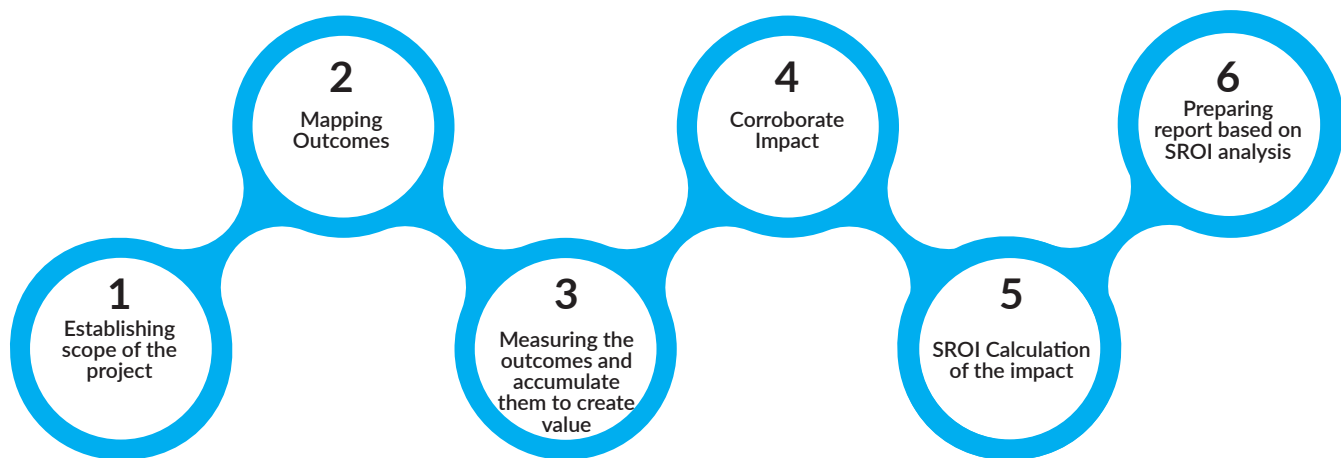 1
Establishing
scope of the
project
2
Mapping
Outcomes
3
Measuring the
outcomes and
accumulate
them to create
value
4
Corroborate
Impact
5
SROI Calculation
of the impact
6
Preparing
report based on
SROI analysis